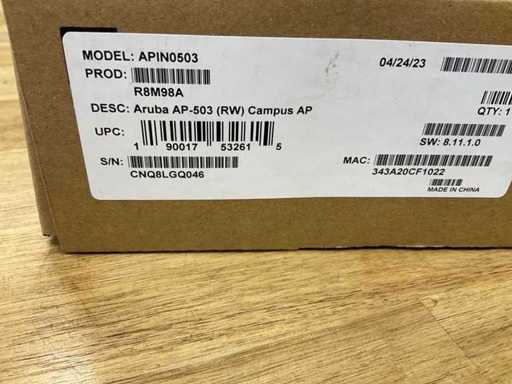 MODEL: APIN0503
04/24/23
PROD:
R8M98A
DESC: Aruba AP-503 (RW) Campus AP
QTY: 1
UPC:
1 90017 53261 5
SW: 8.11.1.0
S/N:
CNQ8LGQ046
MAC:
343A20CF1022
MADE IN CHINA